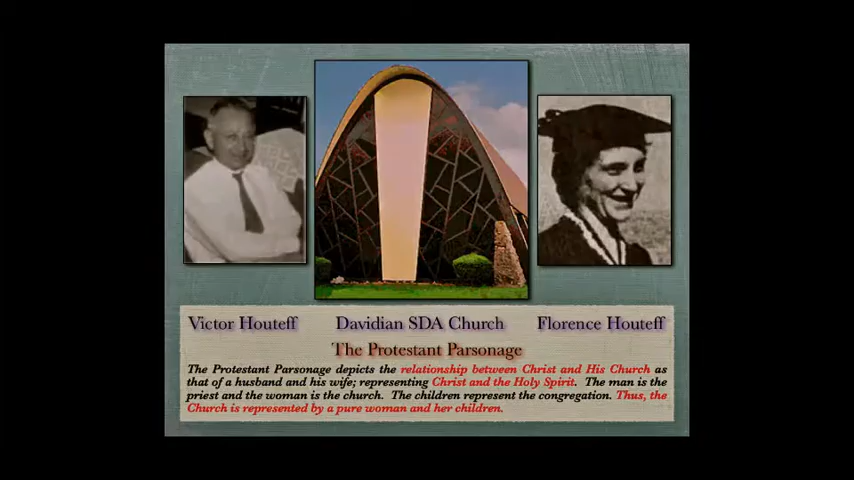 Victor Houteff Davidian SDA Church Florence Houteff
The Protestant Parsonage
The Protestant Parsonage depicts the relationship between Christ and His Church as
that of a husband and his wife; representing Christ and the Holy Spirit. The man is the
priest and the woman is the church. The children represent the congregation. Thus, the
Church is represented by a pure woman and her children.